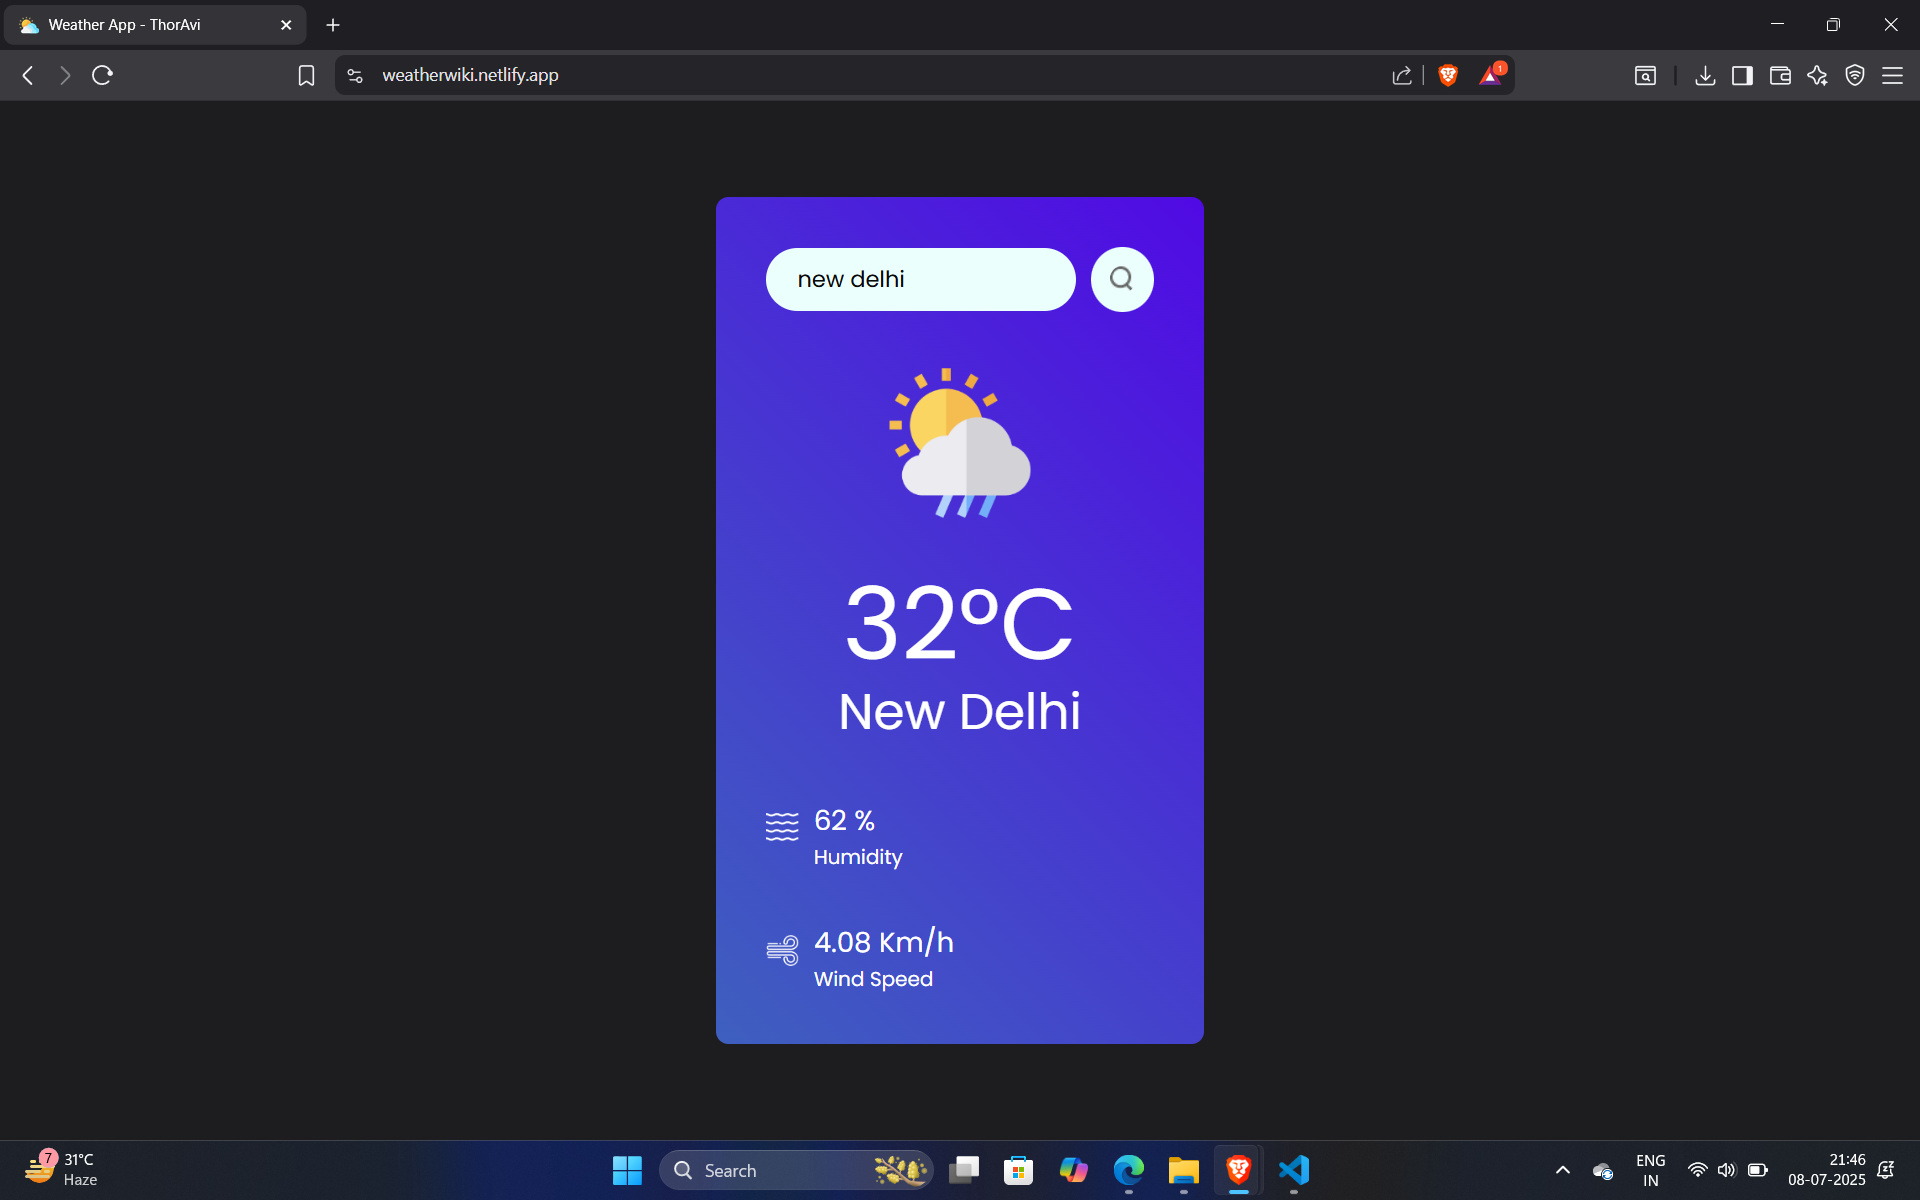 Weather App - ThorAvi
weatherwiki.netlify.app
1
new delhi
32°C
New Delhi
62 %
Humidity
4.08 Km/h
Wind Speed
7
31°C
Haze
Search
ENG
IN
21:46
08-07-2025